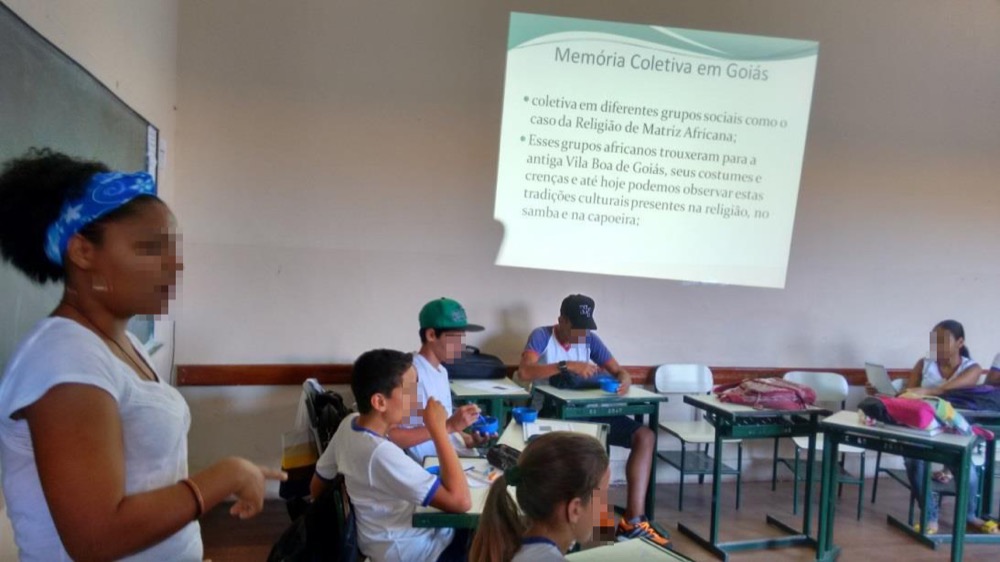 Memória Coletiva em Goiás
• coletiva em diferentes grupos sociais como o
caso da Religião de Matriz Africana;
• Esses grupos africanos trouxeram para a
antiga Vila Boa de Goiás, seus costumes e
crenças e até hoje podemos observar estas
tradições culturais presentes na religião, no
samba e na capoeira;